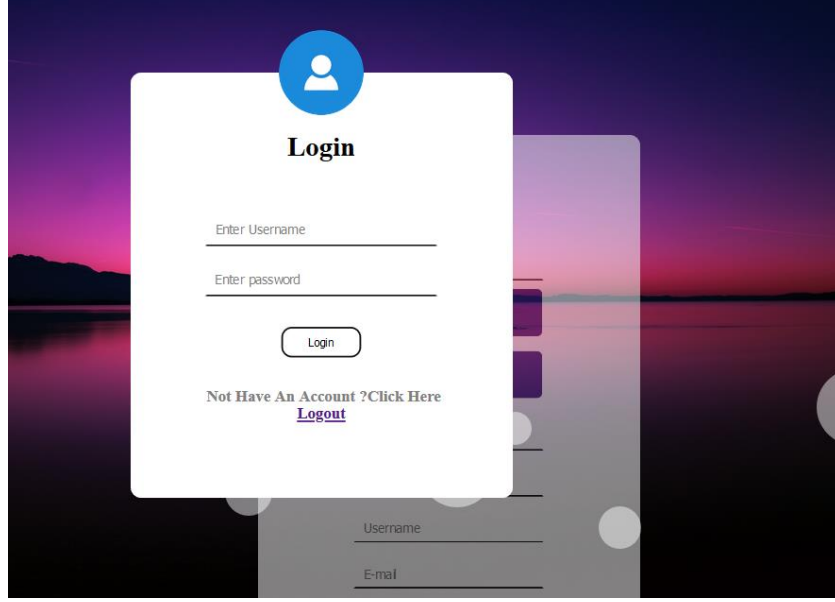 Login
Enter Username
Enter password
Login
Not Have An Account ?Click Here
Logout
Username
E-mail